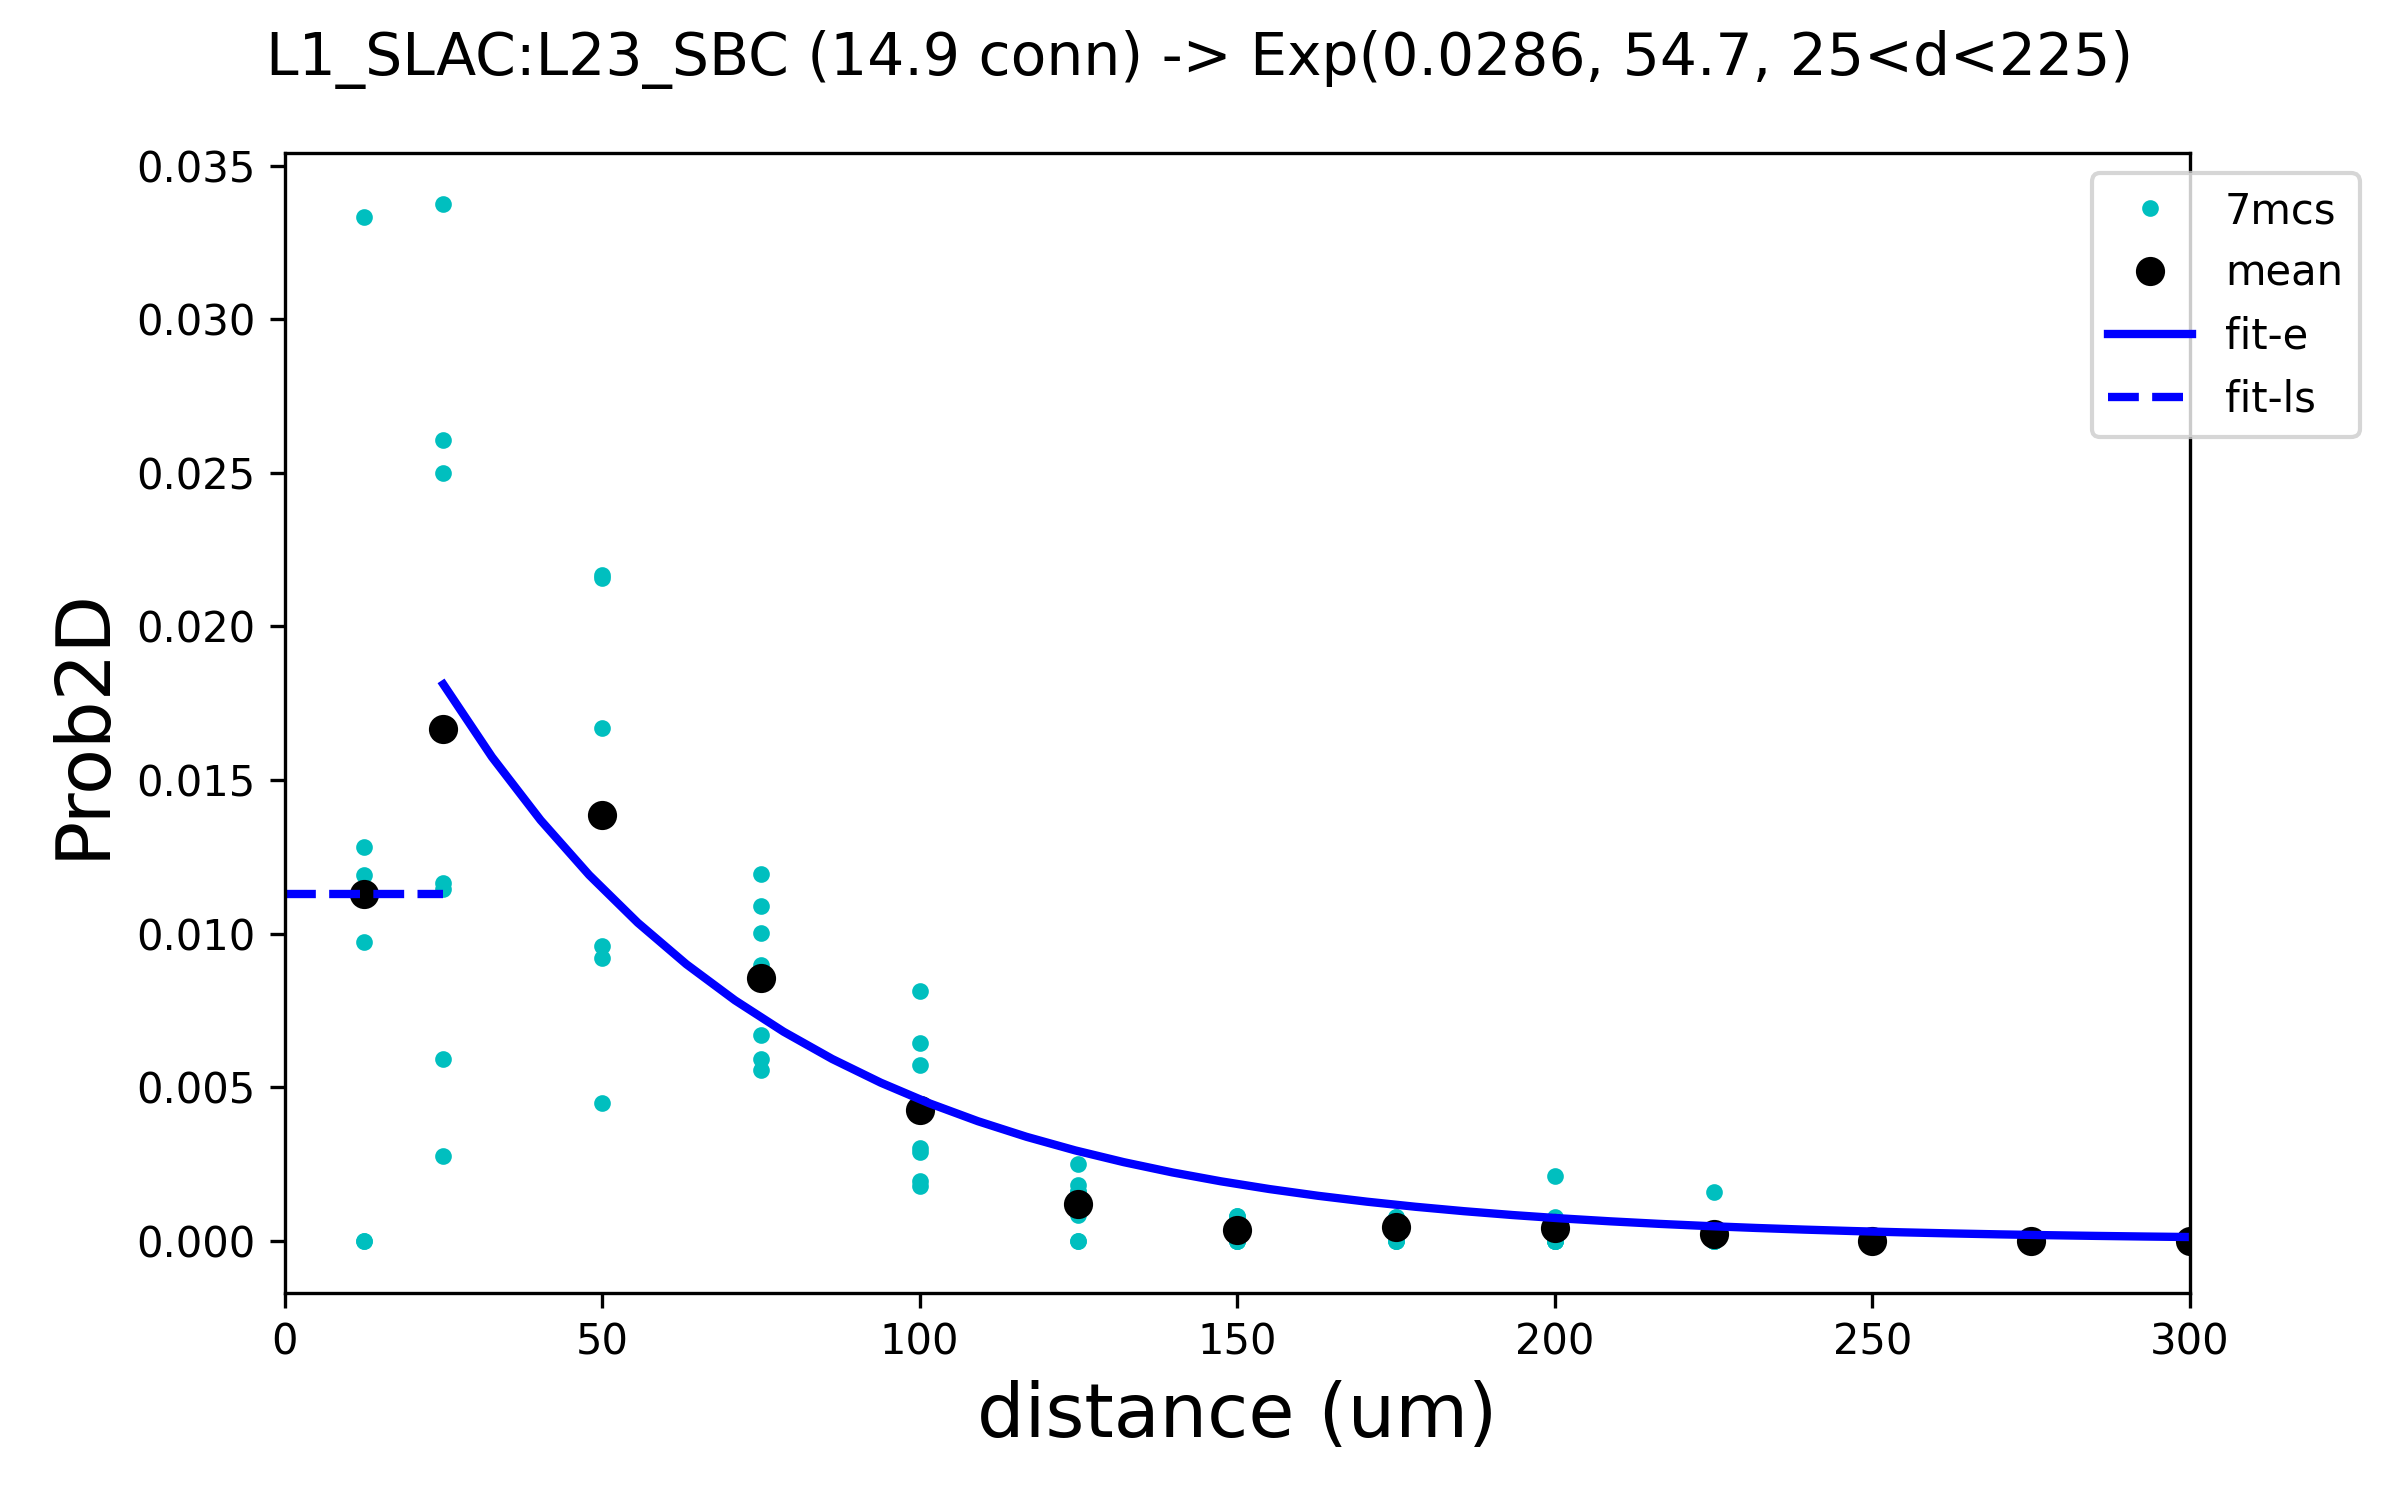 L1_SLAC:L23_SBC (14.9 conn) -> Exp(0.0286, 54.7, 25<d<225)
0.035
0.030
0.025
0.020
0.015
0.010
0.005
0.000
Prob2D
7mcs
mean
fit-e
fit-ls
0 50 100 150 200 250 300
distance (um)